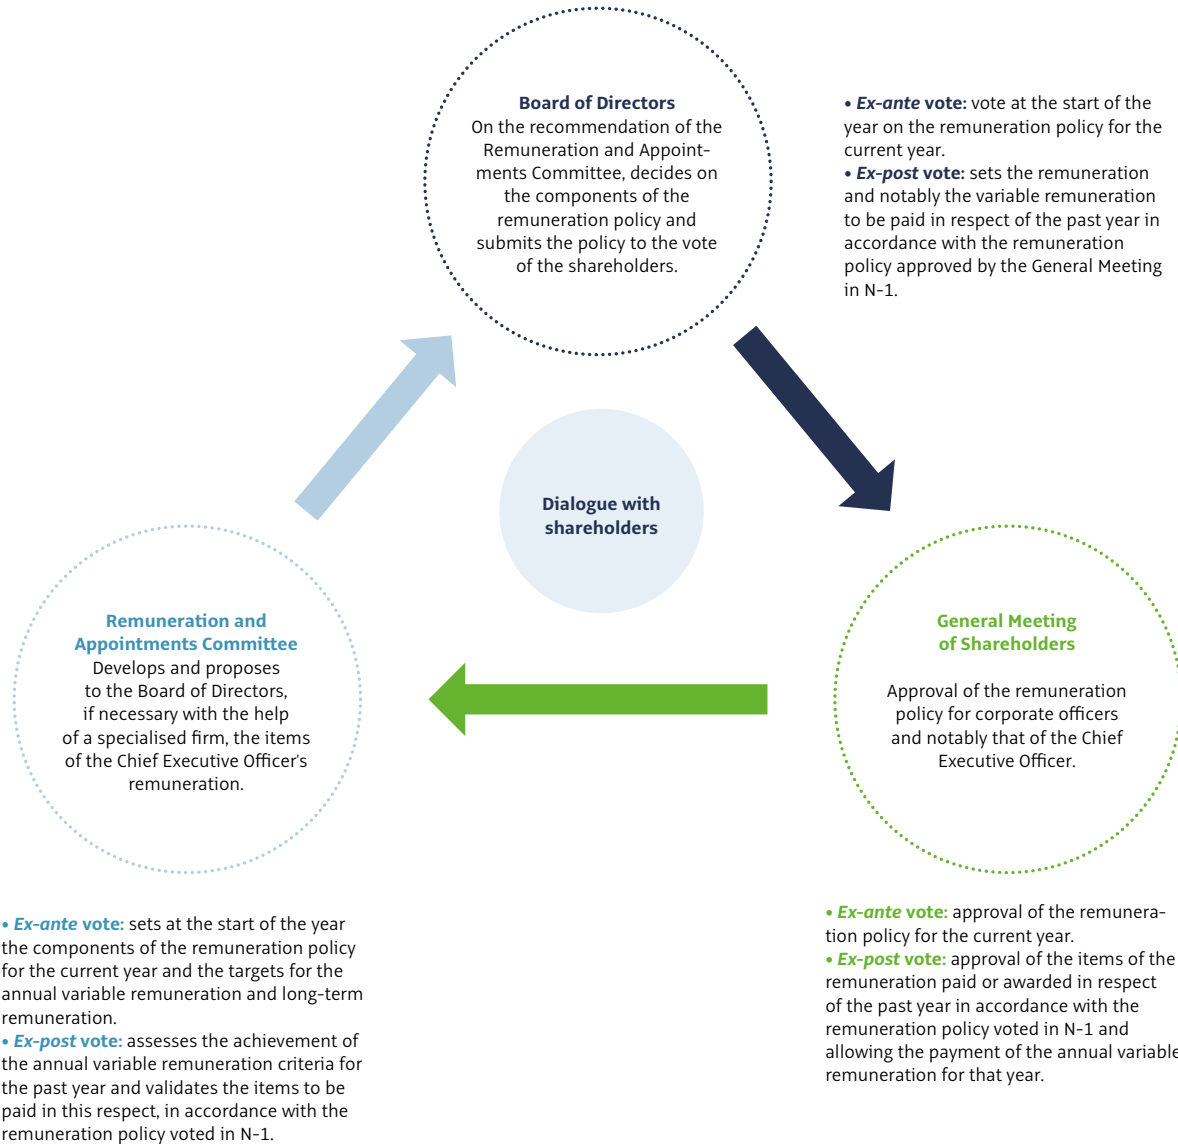 Board of Directors
On the recommendation of the
Remuneration and Appoint-
ments Committee, decides on
the components of the
remuneration policy and
submits the policy to the vote
of the shareholders.
• Ex-ante vote: vote at the start of the
year on the remuneration policy for the
current year.
• Ex-post vote: sets the remuneration
and notably the variable remuneration
to be paid in respect of the past year in
accordance with the remuneration
policy approved by the General Meeting
in N-1.
Dialogue with
shareholders
Remuneration and
Appointments Committee
Develops and proposes
to the Board of Directors,
if necessary with the help
of a specialised firm, the items
of the Chief Executive Officer's
remuneration.
General Meeting
of Shareholders
Approval of the remuneration
policy for corporate officers
and notably that of the Chief
Executive Officer.
• Ex-ante vote: sets at the start of the year
the components of the remuneration policy
for the current year and the targets for the
annual variable remuneration and long-term
remuneration.
• Ex-post vote: assesses the achievement of
the annual variable remuneration criteria for
the past year and validates the items to be
paid in this respect, in accordance with the
remuneration policy voted in N-1.
• Ex-ante vote: approval of the remunera-
tion policy for the current year.
• Ex-post vote: approval of the items of the
remuneration paid or awarded in respect
of the past year in accordance with the
remuneration policy voted in N-1 and
allowing the payment of the annual variable
remuneration for that year.